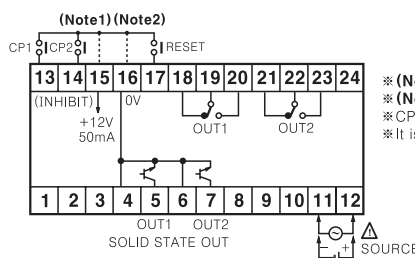 (Note1) (Note2)
CP1 CP2 RESET
13 14 15 16 17 18 19 20 21 22 23 24
(INHIBIT) 0V
+12V
50mA
OUT1 OUT2
※(N
※(N
※CP
※It is
1 2 3 4 5 6 7 8 9 10 11 12
OUT1 OUT2
SOLID STATE OUT
− +
SOURCE